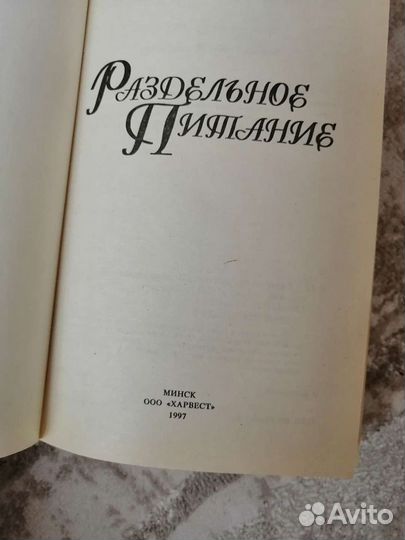 Раздельное
Питание
МИНСК
ООО «ХАРВЕСТ»
1997
Avito